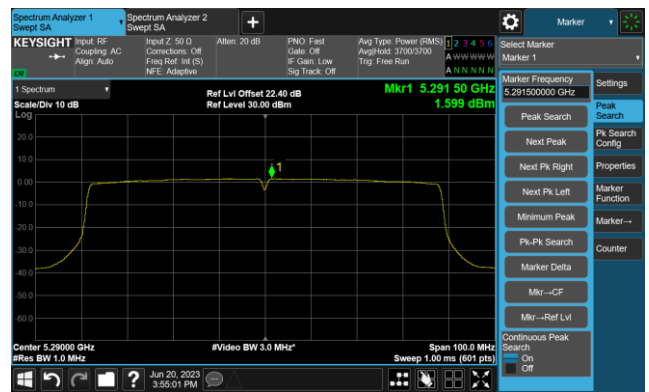 Spectrum Analyzer 1
Swept SA
Spectrum Analyzer 2
Swept SA
+
Marker
KEYSIGHT
Input: RF
Coupling: AC
Align: Auto
Input Z: 50 Ω
Corrections: Off
Freq Ref: Int (S)
NFE: Adaptive
Atten: 20 dB
PNO: Fast
Gate: Off
IF Gain: Low
Sig Track: Off
Avg Type: Power (RMS)
Avg|Hold: 3700/3700
Trig: Free Run
1 2 3 4 5 6
A W W W W W
A N N N N N
Select Marker
Marker 1
1 Spectrum
Scale/Div 10 dB
Log
Ref Lvl Offset 22.40 dB
Ref Level 30.00 dBm
Mkr1 5.291 50 GHz
1.599 dBm
20.0
10.0
0.00
-10.0
-20.0
-30.0
-40.0
-50.0
-60.0
1
Center 5.29000 GHz
#Res BW 1.0 MHz
#Video BW 3.0 MHz*
Span 100.0 MHz
Sweep 1.00 ms (601 pts)
Marker Frequency
5.291500000 GHz
Peak Search
Next Peak
Next Pk Right
Next Pk Left
Minimum Peak
Pk-Pk Search
Marker Delta
Mkr→CF
Mkr→Ref Lvl
Continuous Peak
Search
On
Off
Settings
Peak
Search
Pk Search
Config
Properties
Marker
Function
Marker→
Counter
?
Jun 20, 2023
3:55:01 PM